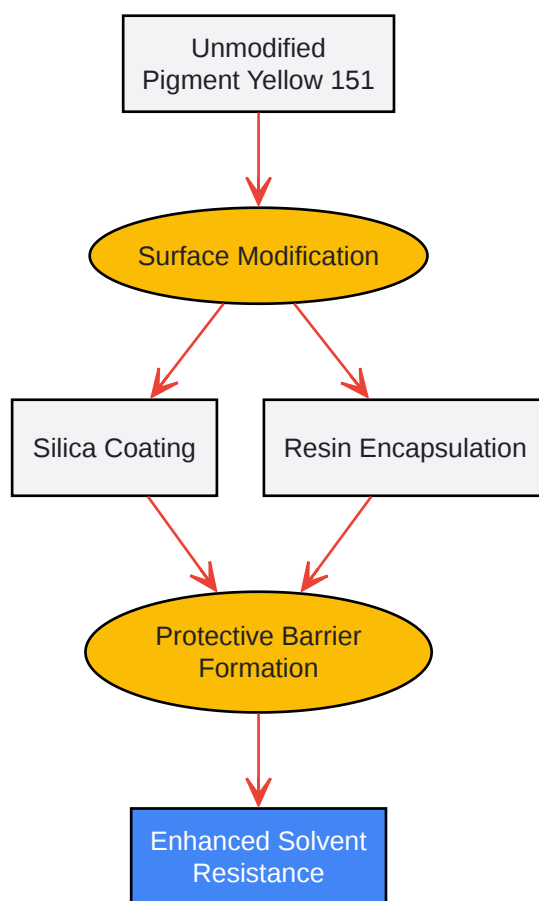 Unmodified
Pigment Yellow 151
Surface Modification
Silica Coating
Resin Encapsulation
Protective Barrier
Formation
Enhanced Solvent
Resistance